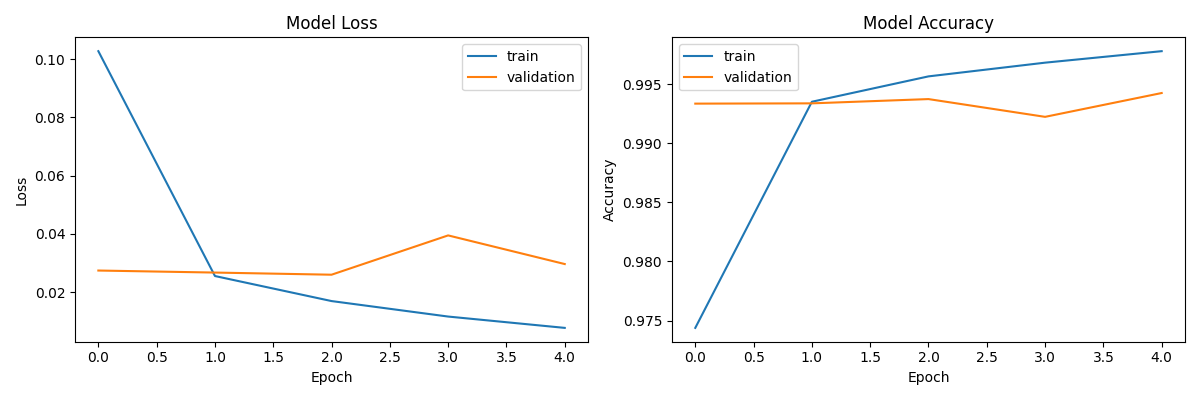 Model Loss
train
validation
Loss
0.10
0.08
0.06
0.04
0.02
0.0 0.5 1.0 1.5 2.0 2.5 3.0 3.5 4.0
Epoch
Model Accuracy
train
validation
Accuracy
0.995
0.990
0.985
0.980
0.975
0.0 0.5 1.0 1.5 2.0 2.5 3.0 3.5 4.0
Epoch